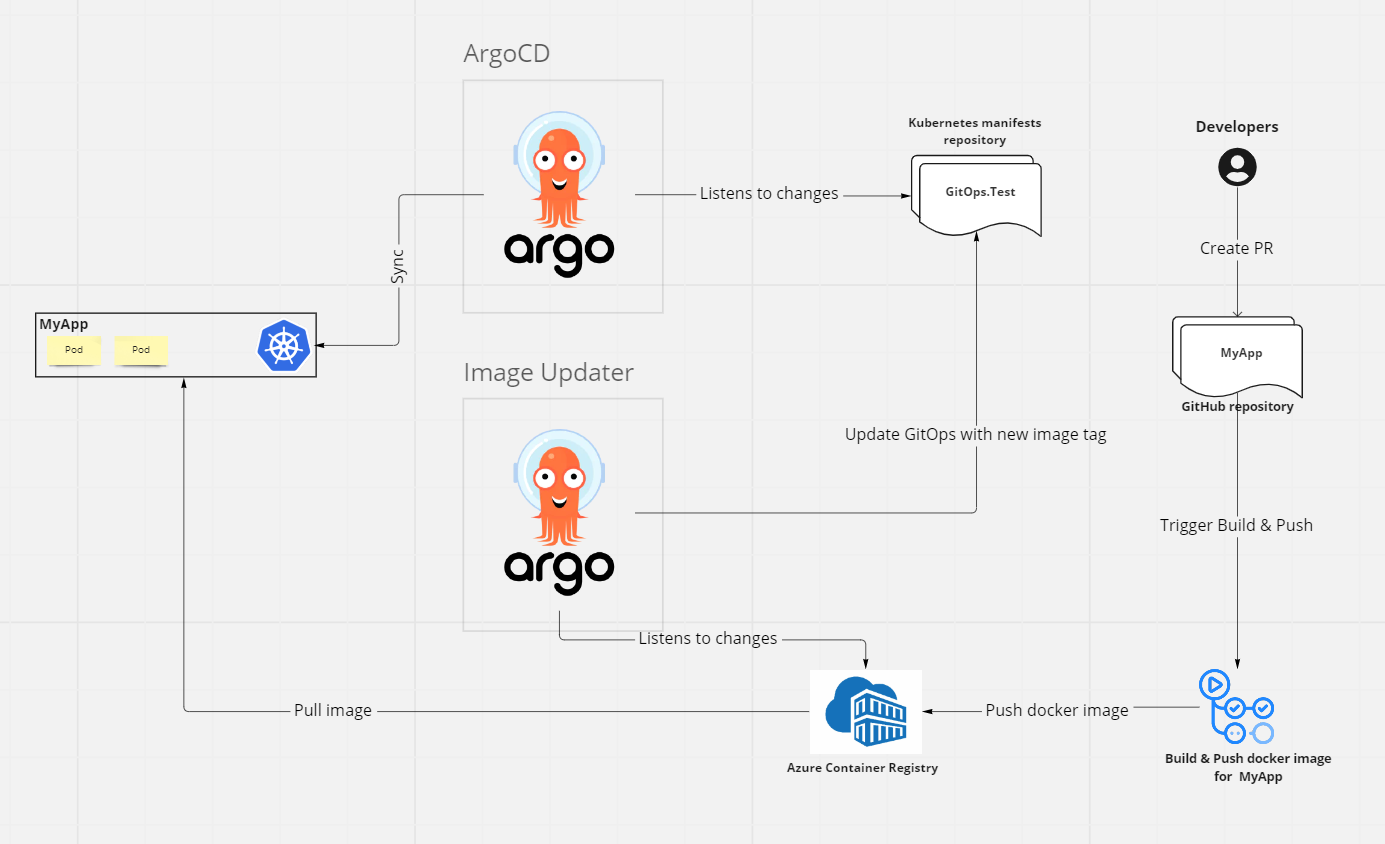 ArgoCD
argo
Listens to changes
Kubernetes manifests
repository
GitOps.Test
Developers
Create PR
MyApp
GitHub repository
Sync
MyApp
Pod
Pod
Image Updater
argo
Update GitOps with new image tag
Trigger Build & Push
Listens to changes
Pull image
Push docker image
Azure Container Registry
Build & Push docker image
for MyApp